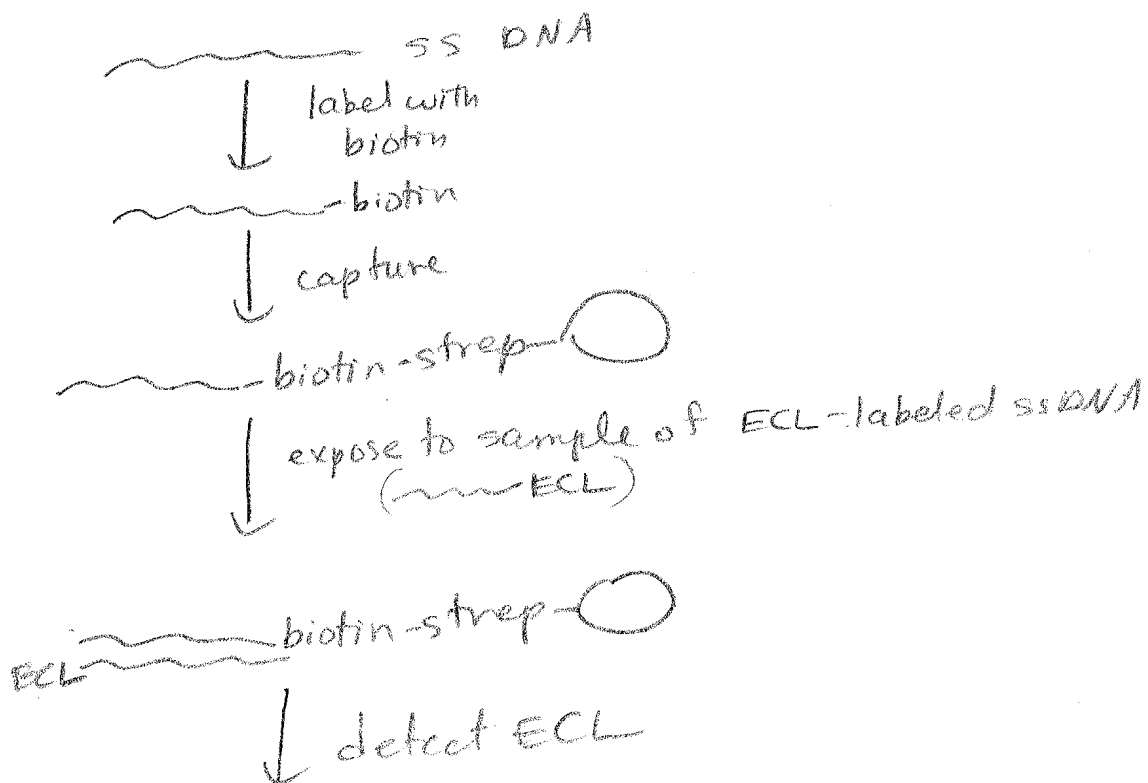 ss DNA
label with
biotin
-biotin
capture
-biotin-strep-
expose to sample of ECL-labeled ssDNA
(ECL)
biotin-strep-
ECL
detect ECL